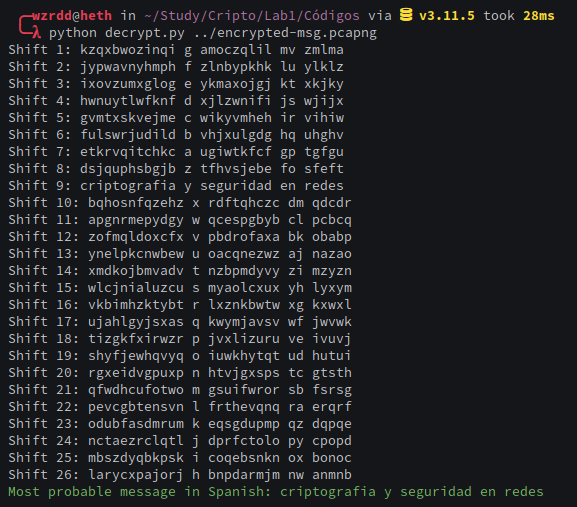 wzrdd@heth in ~/Study/Cripto/Lab1/Códigos via v3.11.5 took 28ms
λ python decrypt.py ../encrypted-msg.pcapng
Shift 1: kzqxbwozinqi g amoczqlil mv zmlma
Shift 2: jypwavnyhmph f zlnbypkhk lu ylklz
Shift 3: ixovzumxglog e ykmaxojgj kt xkjky
Shift 4: hwnuytlwfknf d xjlzwnifi js wjijx
Shift 5: gvmtxskvejme c wikyvmheh ir vihiw
Shift 6: fulswrjudild b vhjxulgdg hq uhghv
Shift 7: etkrvqitchkc a ugiwtkfcf gp tgfgu
Shift 8: dsjquphsbgjb z tfhvsjebe fo sfeft
Shift 9: criptografia y seguridad en redes
Shift 10: bqhosnfqzehz x rdftqhczc dm qdcdr
Shift 11: apgnrmepydgy w qcespgbyb cl pcbcq
Shift 12: zofmqldoxcfx v pbdrofaxa bk obabp
Shift 13: ynelpkcnwbew u oacqnezwz aj nazao
Shift 14: xmdkojbmvadv t nzbpmdyvy zi mzyzn
Shift 15: wlcjnialuzcu s myaolcxux yh lyxym
Shift 16: vkbimhzktybt r lxznkbwtw xg kxwxl
Shift 17: ujahlgyjsxas q kwymjavsv wf jwvwk
Shift 18: tizgkfxirwzr p jvxlizuru ve ivuvj
Shift 19: shyfjewhqvyq o iuwkhytqt ud hutui
Shift 20: rgxeidvgpuxp n htvjgxsps tc gtsth
Shift 21: qfwdhcufotwo m gsuifwror sb fsrsg
Shift 22: pevcgbtensvn l frthevqnq ra erqrf
Shift 23: odubfasdmrum k eqsgdupmp qz dqpqe
Shift 24: nctaezrclqtl j dprfctolo py cpopd
Shift 25: mbszdyqbkpsk i coqebsnkn ox bonoc
Shift 26: larycxpajorj h bnpdarmjm nw anmnb
Most probable message in Spanish: criptografia y seguridad en redes